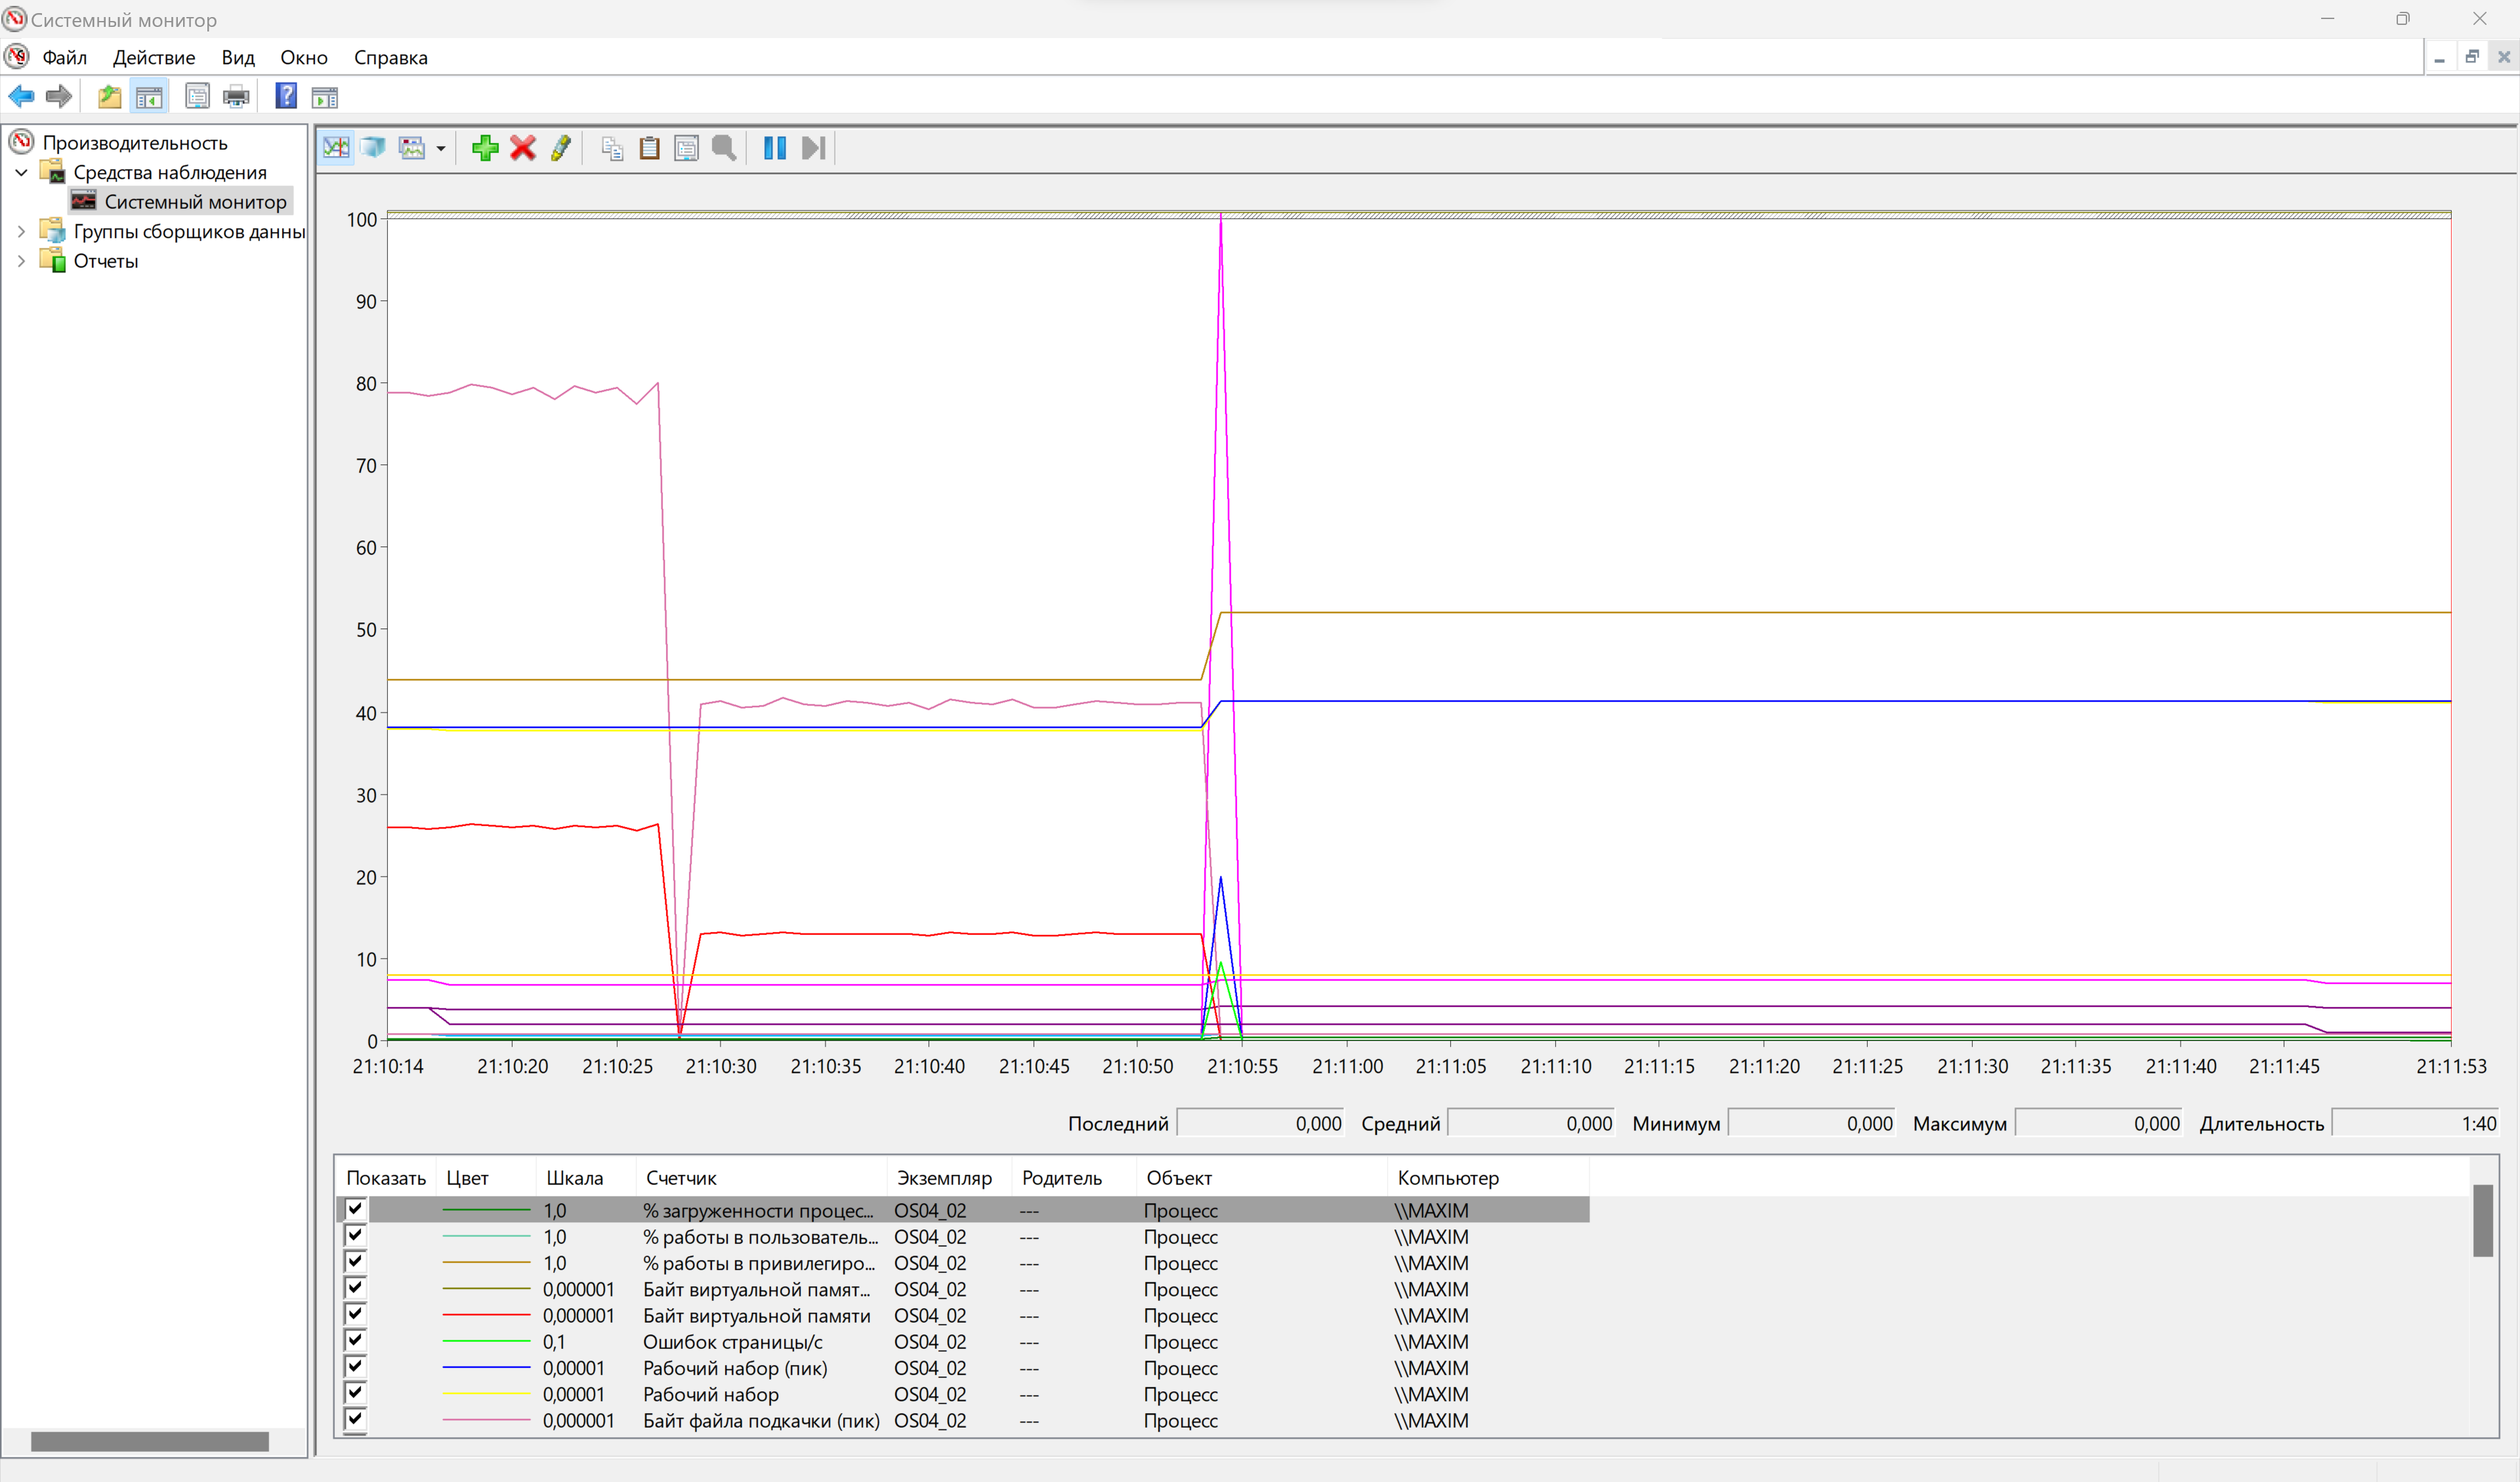 Системный монитор
Файл Действие Вид Окно Справка
Производительность
Средства наблюдения
Системный монитор
Группы сборщиков данны
Отчеты
100
90
80
70
60
50
40
30
20
10
0
21:10:14 21:10:20 21:10:25 21:10:30 21:10:35 21:10:40 21:10:45 21:10:50 21:10:55 21:11:00 21:11:05 21:11:10 21:11:15 21:11:20 21:11:25 21:11:30 21:11:35 21:11:40 21:11:45 21:11:53
Последний 0,000 Средний 0,000 Минимум 0,000 Максимум 0,000 Длительность 1:40
Показать Цвет Шкала Счетчик Экземпляр Родитель Объект Компьютер
1,0 % загруженности процес... OS04_02 --- Процесс \\MAXIM
1,0 % работы в пользователь... OS04_02 --- Процесс \\MAXIM
1,0 % работы в привилегиро... OS04_02 --- Процесс \\MAXIM
0,000001 Байт виртуальной памят... OS04_02 --- Процесс \\MAXIM
0,000001 Байт виртуальной памяти OS04_02 --- Процесс \\MAXIM
0,1 Ошибок страницы/с OS04_02 --- Процесс \\MAXIM
0,00001 Рабочий набор (пик) OS04_02 --- Процесс \\MAXIM
0,00001 Рабочий набор OS04_02 --- Процесс \\MAXIM
0,000001 Байт файла подкачки (пик) OS04_02 --- Процесс \\MAXIM